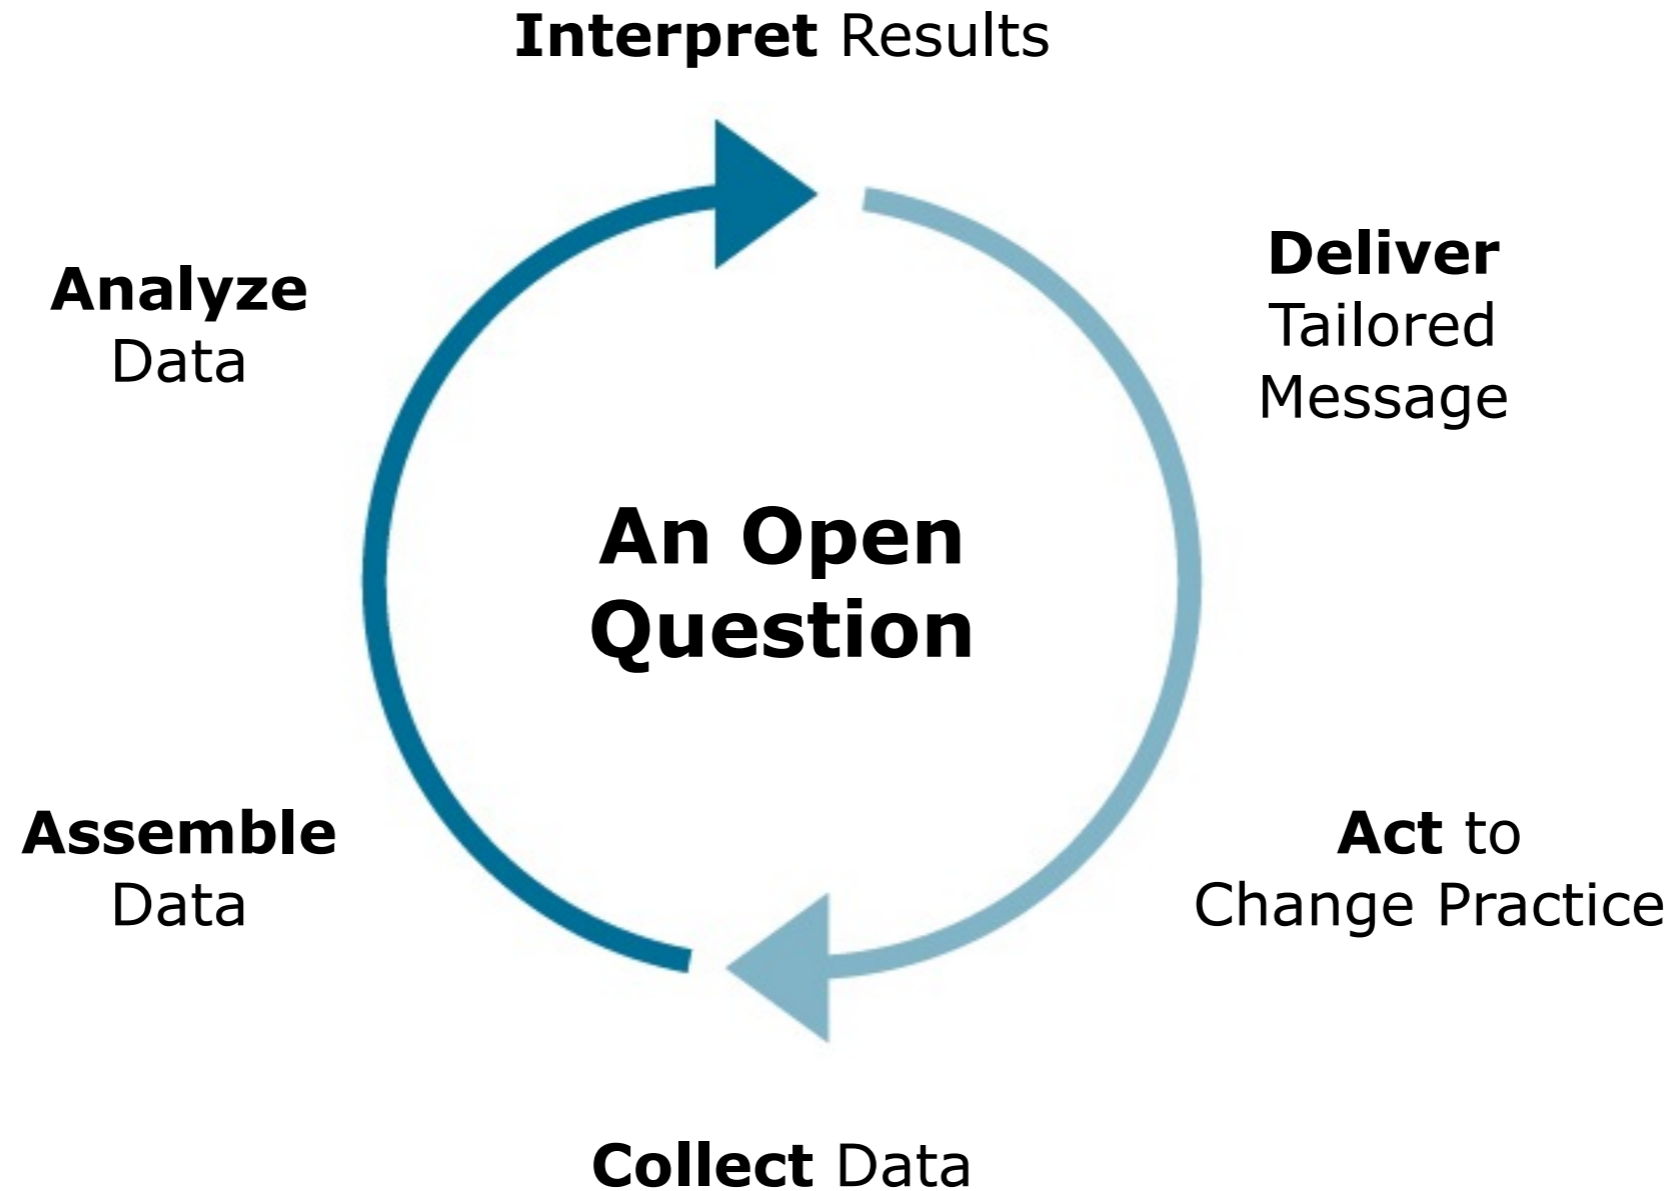 Interpret Results
Deliver
Tailored
Message
Analyze
Data
An Open
Question
Assemble
Data
Act to
Change Practice
Collect Data